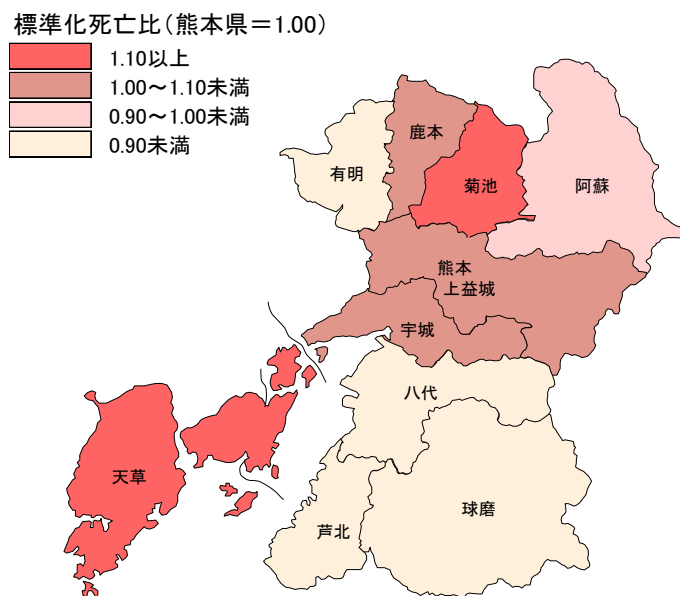 標準化死亡比(熊本県＝1.00)
1.10以上
1.00～1.10未満
0.90～1.00未満
0.90未満
鹿本
有明
菊池
阿蘇
熊本
上益城
宇城
八代
天草
球磨
芦北